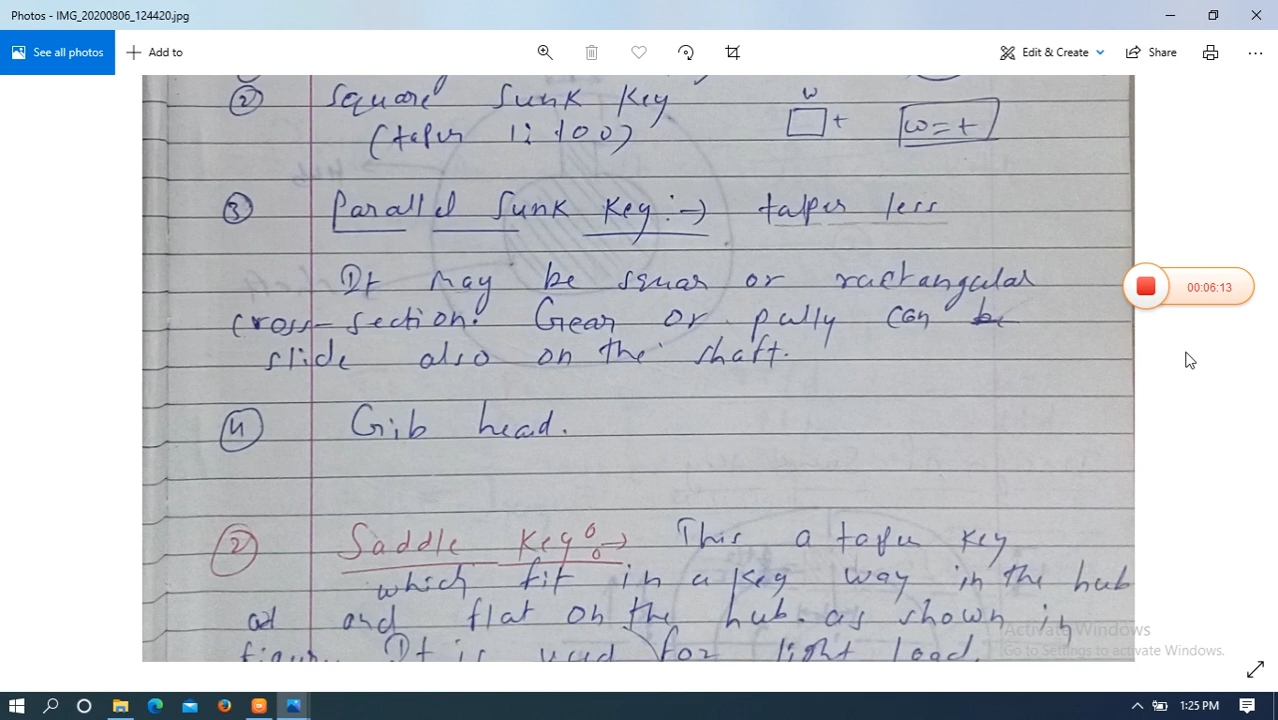 Photos - IMG_20200806_124420.jpg
See all photos
Add to
Edit & Create
Share
② Square Sunk Key
w
t
w=t
(taper 1:100)
③ Parallel Sunk Key :→ talper less
It may be squar or ractangular
cross-section. Gear or pully can be
slide also on the shaft.
00:06:13
④ Gib head.
② Saddle Key :→ This a taper key
which fit in a key way in the hub
ad and flat on the hub. as shown in
figur. It is used for light load.
Activate Windows
Go to Settings to activate Windows.
1:25 PM